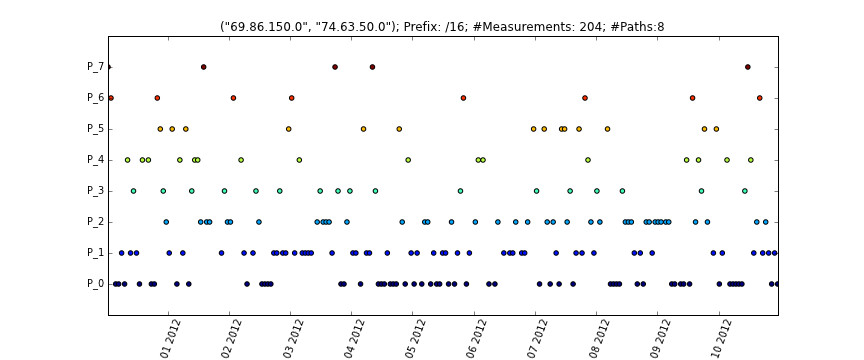 ("69.86.150.0", "74.63.50.0"); Prefix: /16; #Measurements: 204; #Paths:8
P_7
P_6
P_5
P_4
P_3
P_2
P_1
P_0
01 2012
02 2012
03 2012
04 2012
05 2012
06 2012
07 2012
08 2012
09 2012
10 2012